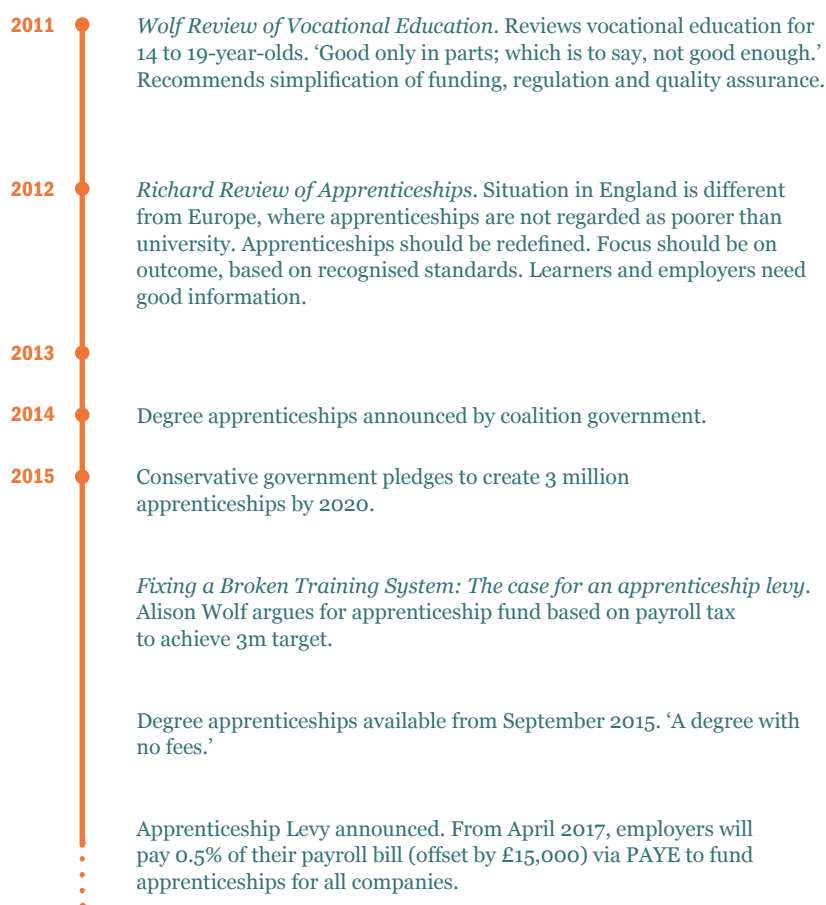 2011
Wolf Review of Vocational Education. Reviews vocational education for
14 to 19-year-olds. ‘Good only in parts; which is to say, not good enough.’
Recommends simplification of funding, regulation and quality assurance.
2012
Richard Review of Apprenticeships. Situation in England is different
from Europe, where apprenticeships are not regarded as poorer than
university. Apprenticeships should be redefined. Focus should be on
outcome, based on recognised standards. Learners and employers need
good information.
2013
2014
Degree apprenticeships announced by coalition government.
2015
Conservative government pledges to create 3 million
apprenticeships by 2020.
Fixing a Broken Training System: The case for an apprenticeship levy.
Alison Wolf argues for apprenticeship fund based on payroll tax
to achieve 3m target.
Degree apprenticeships available from September 2015. ‘A degree with
no fees.’
Apprenticeship Levy announced. From April 2017, employers will
pay 0.5% of their payroll bill (offset by £15,000) via PAYE to fund
apprenticeships for all companies.